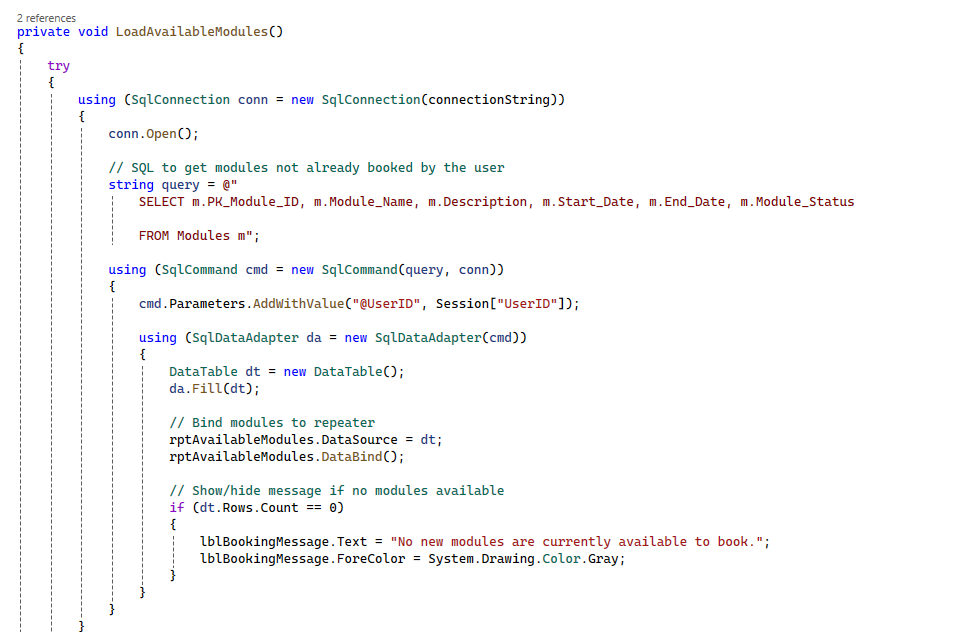 2 references
private void LoadAvailableModules()
{
try
{
using (SqlConnection conn = new SqlConnection(connectionString))
{
conn.Open();
// SQL to get modules not already booked by the user
string query = @"
SELECT m.PK_Module_ID, m.Module_Name, m.Description, m.Start_Date, m.End_Date, m.Module_Status
FROM Modules m";
using (SqlCommand cmd = new SqlCommand(query, conn))
{
cmd.Parameters.AddWithValue("@UserID", Session["UserID"]);
using (SqlDataAdapter da = new SqlDataAdapter(cmd))
{
DataTable dt = new DataTable();
da.Fill(dt);
// Bind modules to repeater
rptAvailableModules.DataSource = dt;
rptAvailableModules.DataBind();
// Show/hide message if no modules available
if (dt.Rows.Count == 0)
{
lblBookingMessage.Text = "No new modules are currently available to book.";
lblBookingMessage.ForeColor = System.Drawing.Color.Gray;
}
}
}
}